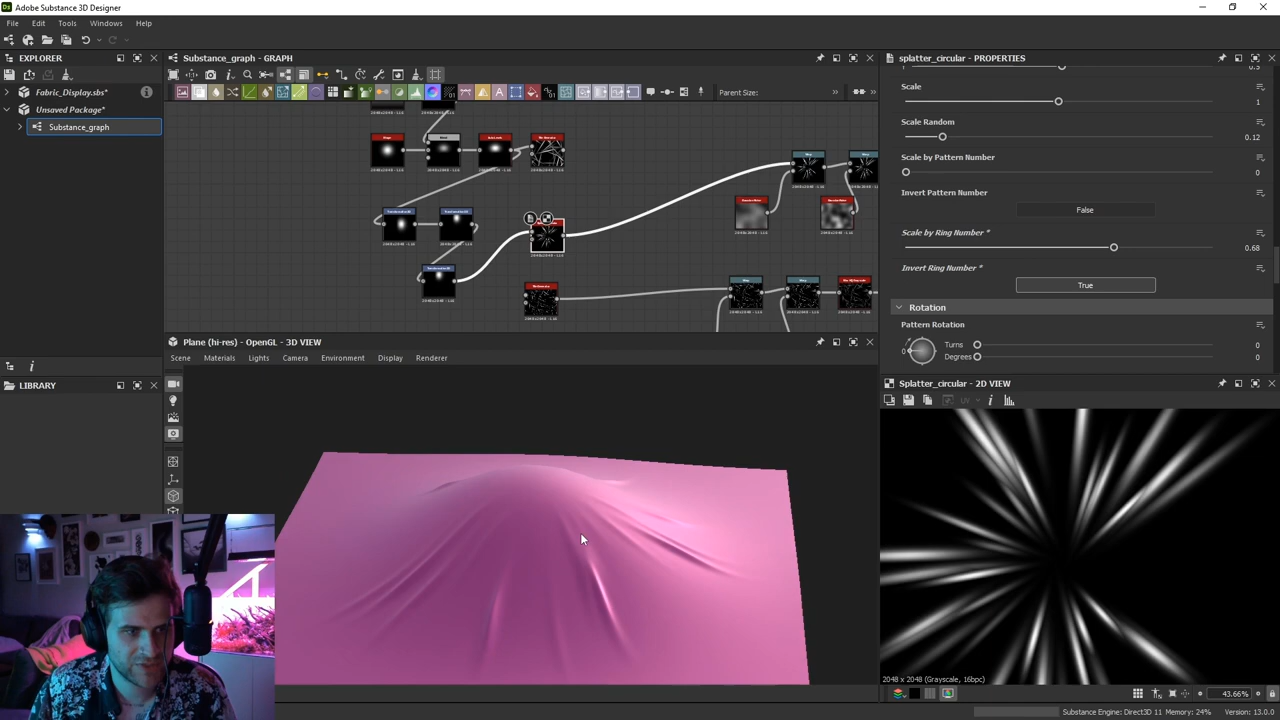 Adobe Substance 3D Designer
File Edit Tools Windows Help
EXPLORER
Fabric_Display.sbs*
Unsaved Package*
Substance_graph
LIBRARY
Substance_graph - GRAPH
Parent Size:
Plane (hi-res) - OpenGL - 3D VIEW
Scene Materials Lights Camera Environment Display Renderer
splatter_circular - PROPERTIES
Scale
1
Scale Random
0.12
Scale by Pattern Number
0
Invert Pattern Number
False
Scale by Ring Number *
0.68
Invert Ring Number *
True
Rotation
Pattern Rotation
0 Turns 0
Degrees 0
Splatter_circular - 2D VIEW
UV
2048 x 2048 (Grayscale, 16bpc)
43.66%
Substance Engine: Direct3D 11 Memory: 24% Version: 13.0.0